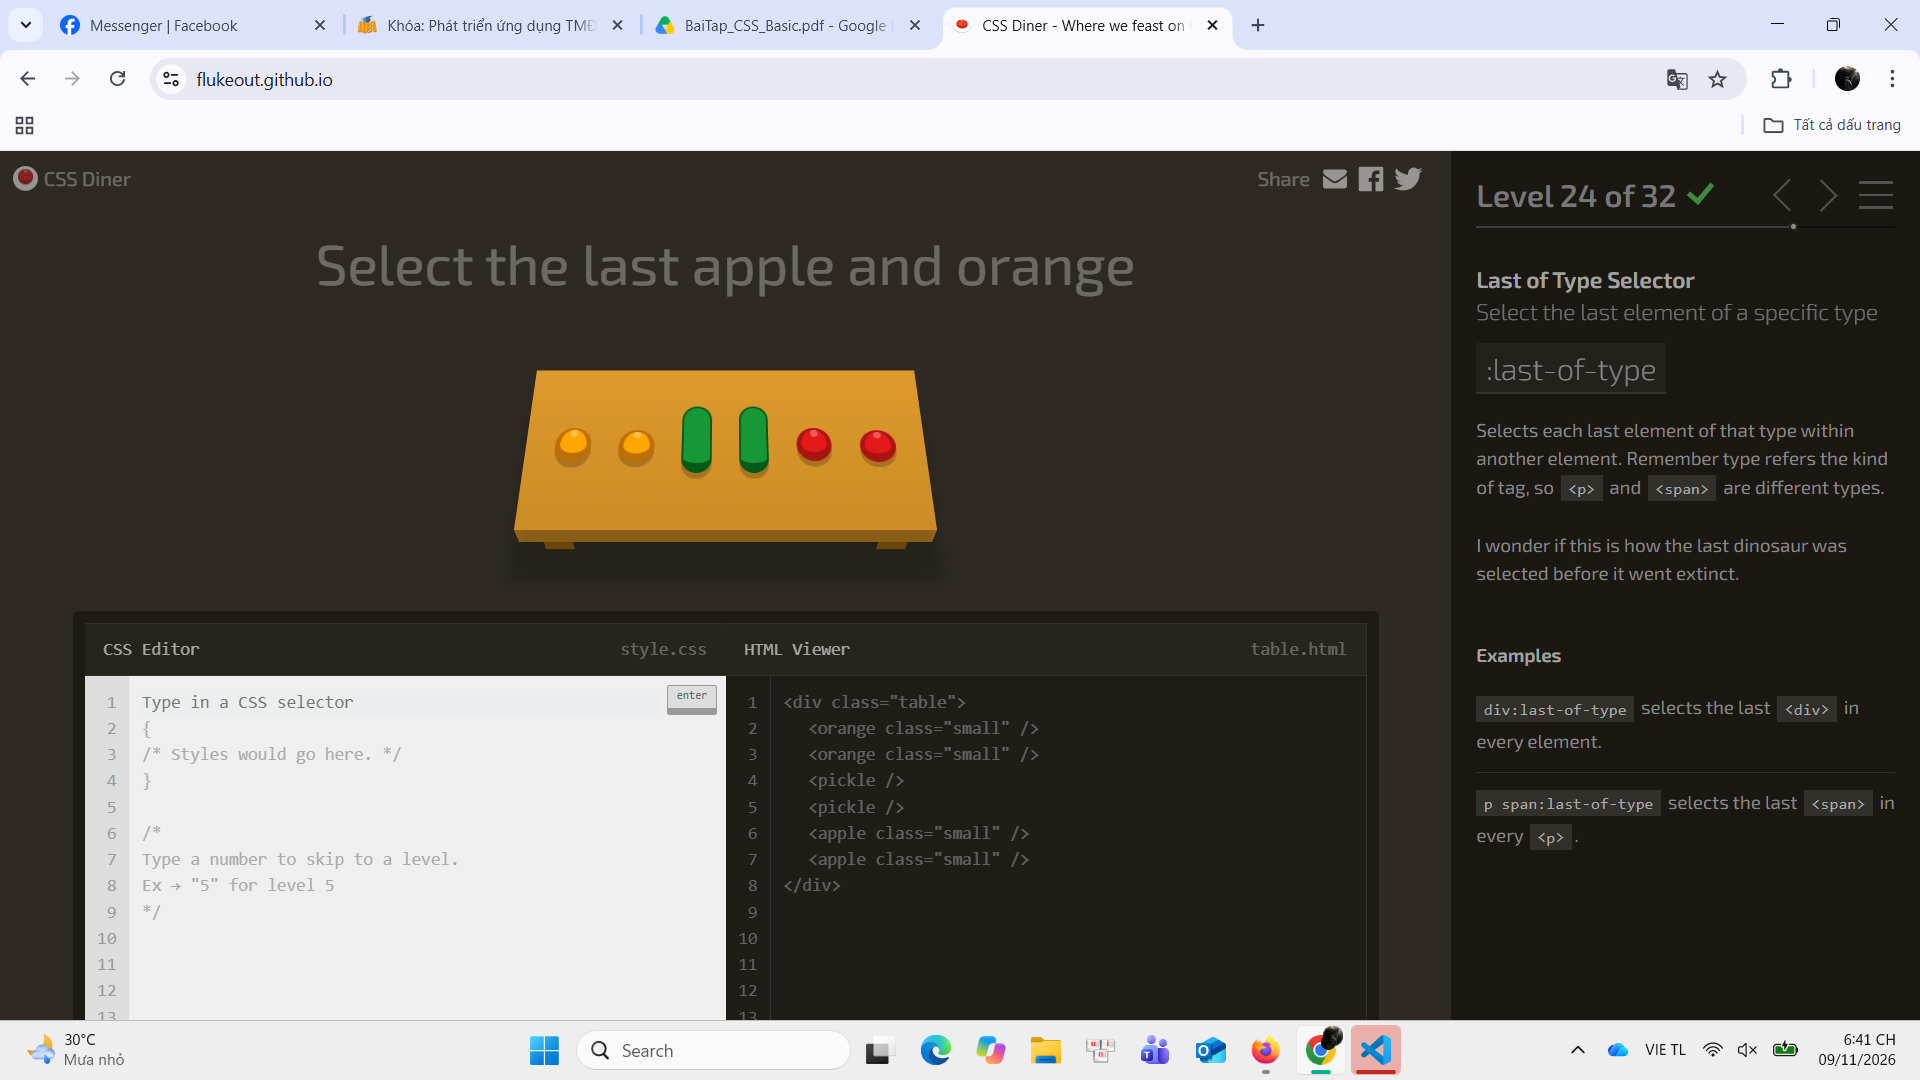 Messenger | Facebook
Khóa: Phát triển ứng dụng TMĐ
BaiTap_CSS_Basic.pdf - Google
CSS Diner - Where we feast on
flukeout.github.io
Tất cả dấu trang
CSS Diner
Share
Select the last apple and orange
CSS Editor
style.css
1 Type in a CSS selector
enter
2 {
3 /* Styles would go here. */
4 }
5
6 /*
7 Type a number to skip to a level.
8 Ex → "5" for level 5
9 */
10
11
12
13
HTML Viewer
table.html
1 <div class="table">
2 <orange class="small" />
3 <orange class="small" />
4 <pickle />
5 <pickle />
6 <apple class="small" />
7 <apple class="small" />
8 </div>
9
10
11
12
13
Level 24 of 32
Last of Type Selector
Select the last element of a specific type
:last-of-type
Selects each last element of that type within
another element. Remember type refers the kind
of tag, so <p> and <span> are different types.
I wonder if this is how the last dinosaur was
selected before it went extinct.
Examples
div:last-of-type selects the last <div> in
every element.
p span:last-of-type selects the last <span> in
every <p> .
30°C
Mưa nhỏ
Search
VIE TL
6:41 CH
09/11/2026